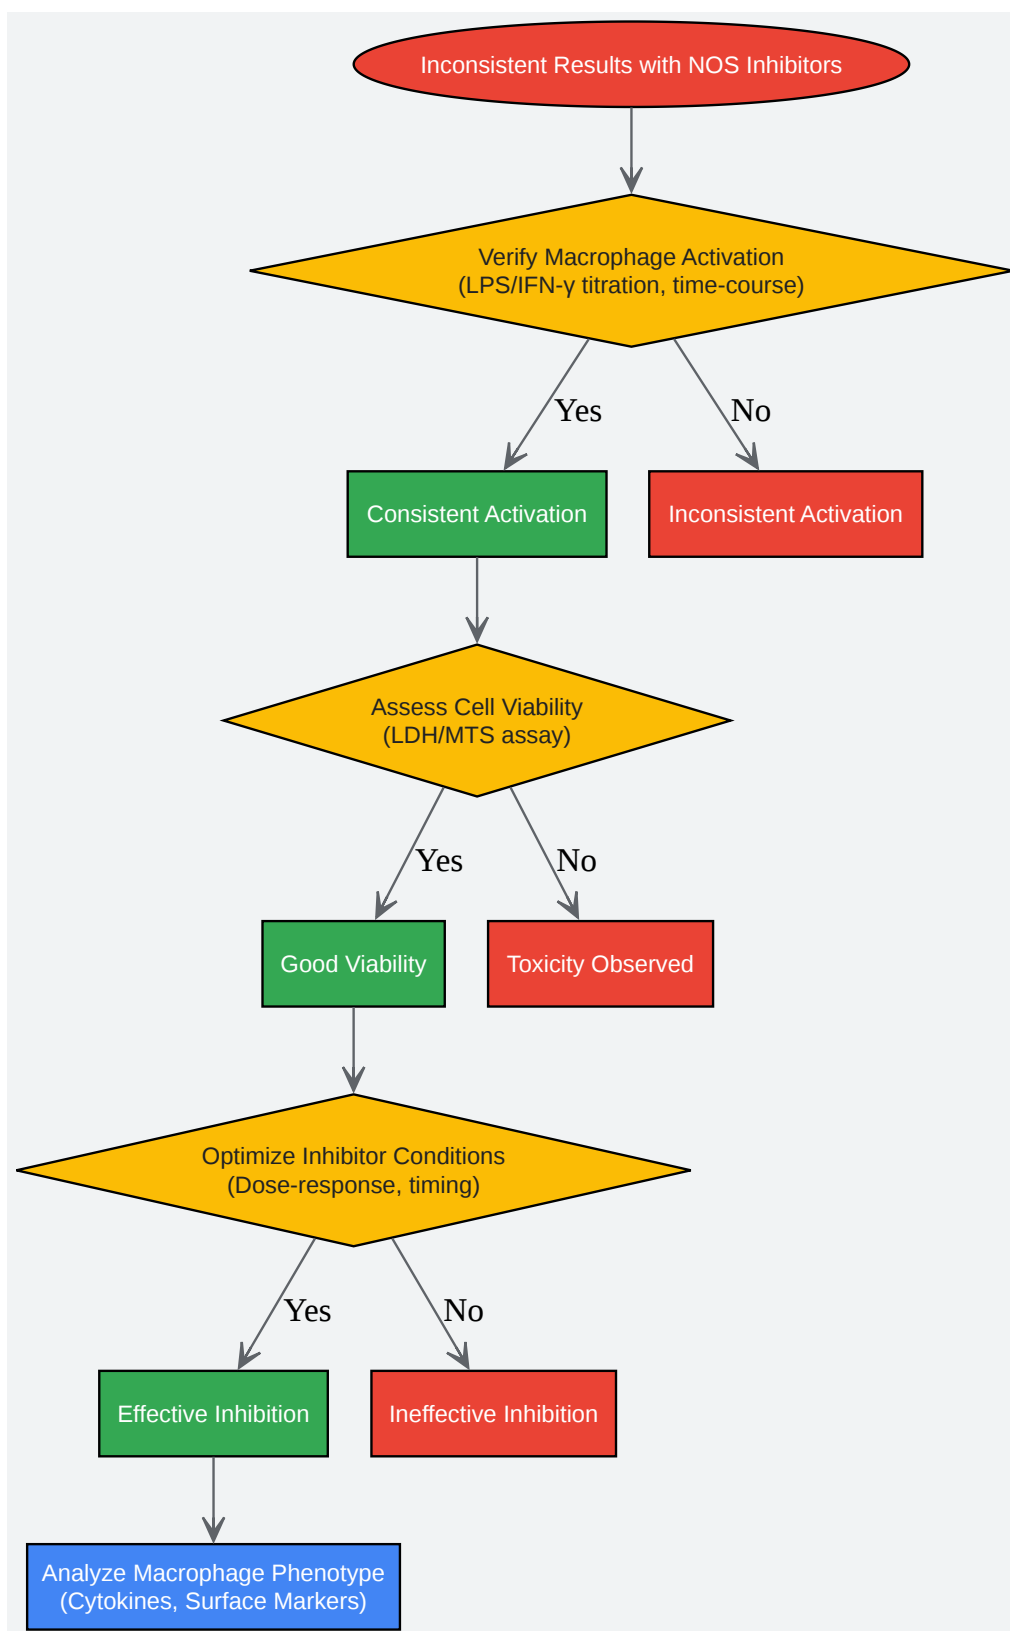 Inconsistent Results with NOS Inhibitors
Verify Macrophage Activation
(LPS/IFN-γ titration, time-course)
Yes
No
Consistent Activation
Inconsistent Activation
Assess Cell Viability
(LDH/MTS assay)
Yes
No
Good Viability
Toxicity Observed
Optimize Inhibitor Conditions
(Dose-response, timing)
Yes
No
Effective Inhibition
Ineffective Inhibition
Analyze Macrophage Phenotype
(Cytokines, Surface Markers)